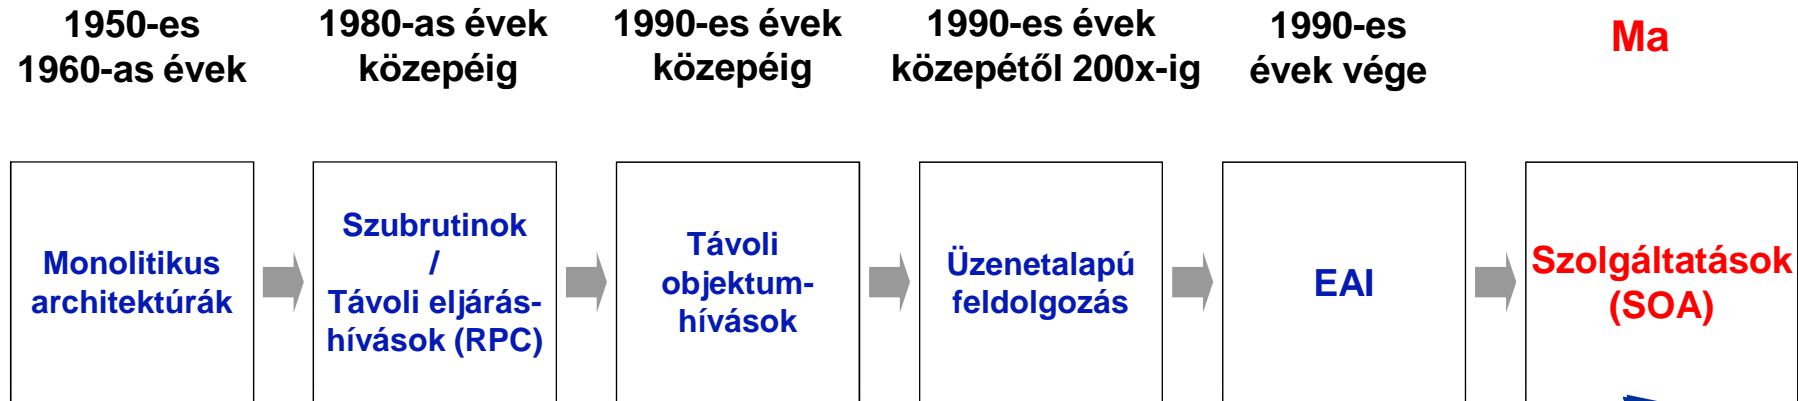 1950-es
1960-as évek
1980-as évek
közepéig
1990-es évek
közepéig
1990-es évek
közepétől 200x-ig
1990-es
évek vége
Ma
Monolitikus
architektúrák
Szubrutinok
/
Távoli eljárás-
hívások (RPC)
Távoli
objektum-
hívások
Üzenetalapú
feldolgozás
EAI
Szolgáltatások
(SOA)